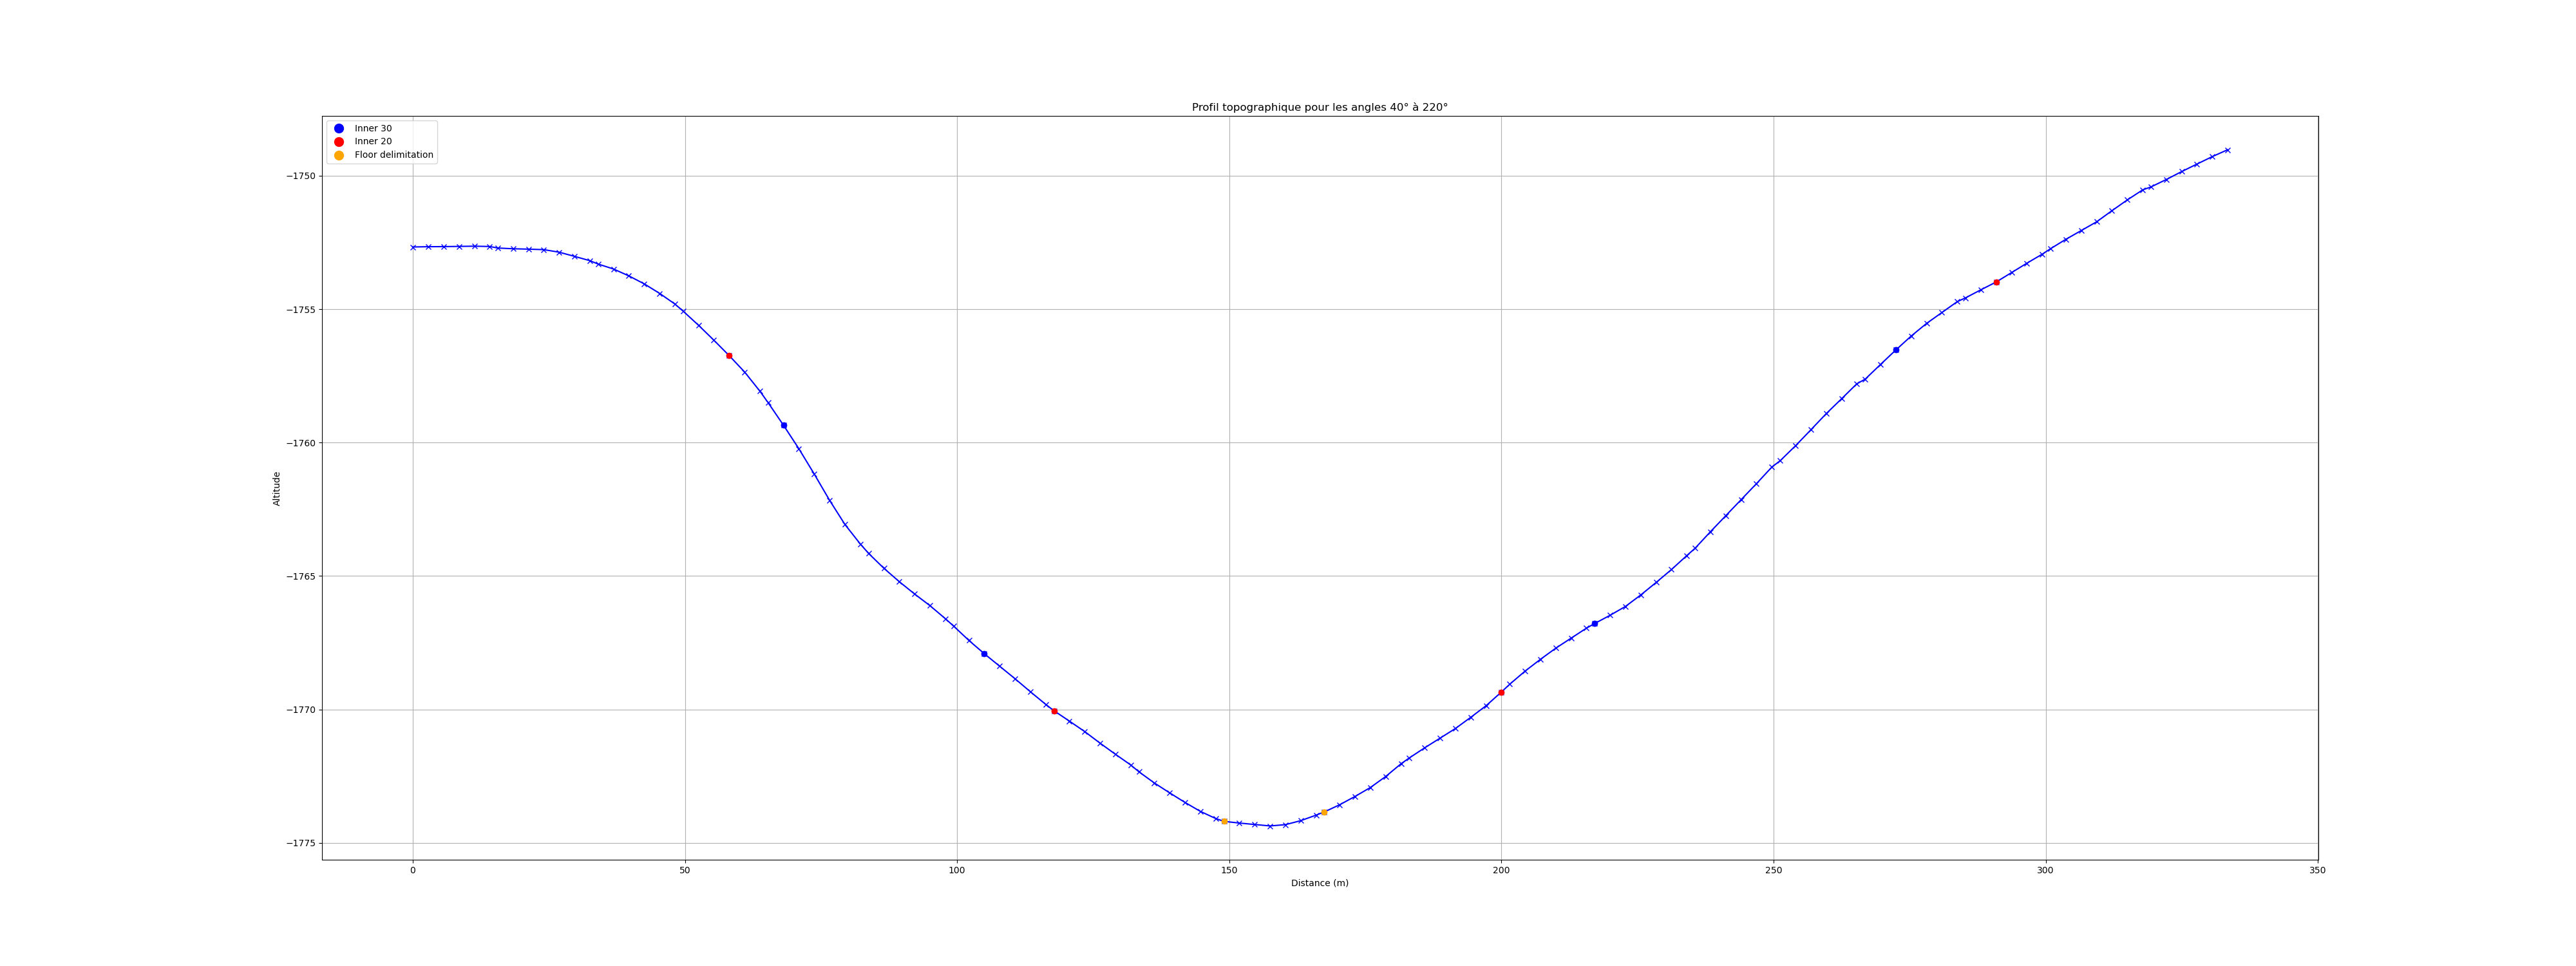 Profil topographique pour les angles 40° à 220°
Inner 30
Inner 20
Floor delimitation
Altitude
−1750
−1755
−1760
−1765
−1770
−1775
0 50 100 150 200 250 300 350
Distance (m)